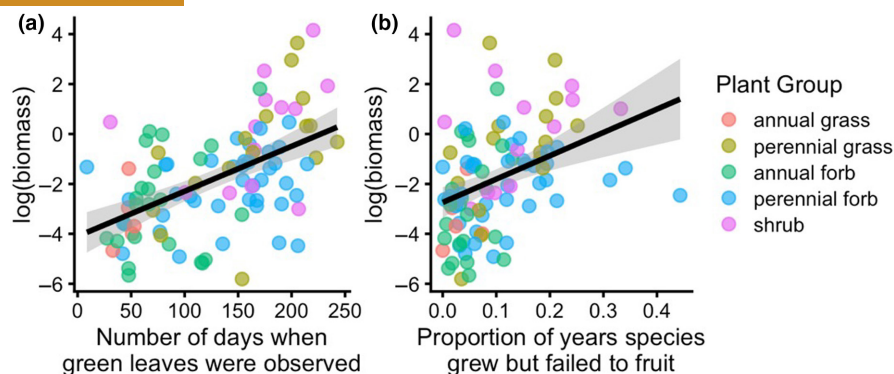 (a)
log(biomass)
4
2
0
−2
−4
−6
0 50 100 150 200 250
Number of days when
green leaves were observed
(b)
log(biomass)
4
2
0
−2
−4
−6
0.0 0.1 0.2 0.3 0.4
Proportion of years species
grew but failed to fruit
Plant Group
annual grass
perennial grass
annual forb
perennial forb
shrub